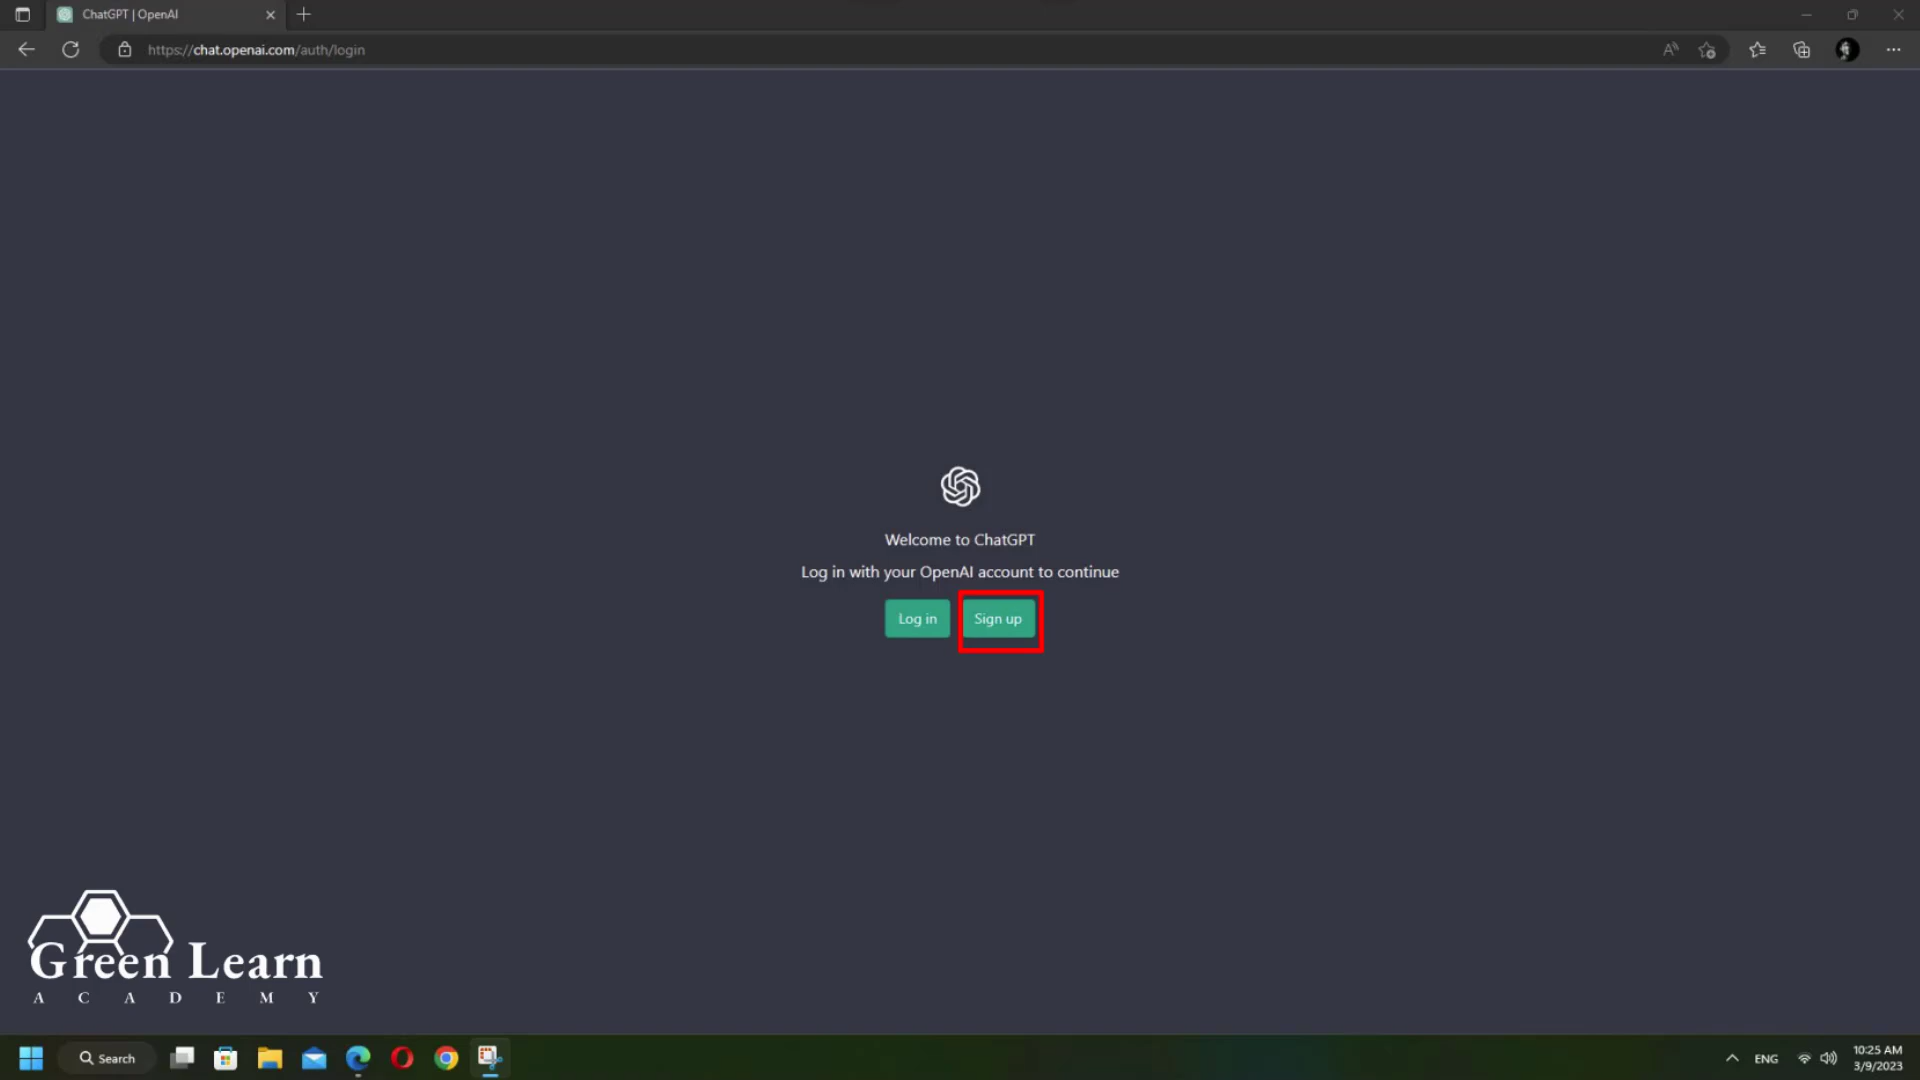 ChatGPT | OpenAI
https://chat.openai.com/auth/login
Welcome to ChatGPT
Log in with your OpenAI account to continue
Log in
Sign up
Green Learn
ACADEMY
Search
ENG
10:25 AM
3/9/2023